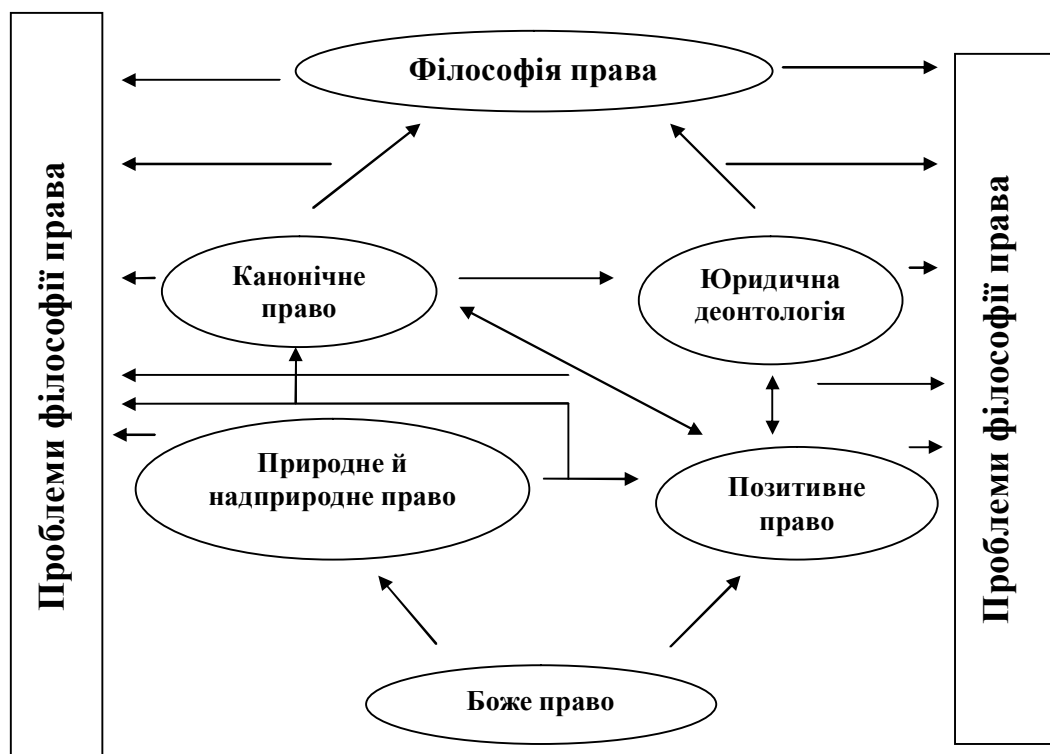 Проблеми філософії права
Філософія права
Канонічне
право
Юридична
деонтологія
Природне й
надприродне право
Позитивне
право
Боже право
Проблеми філософії права